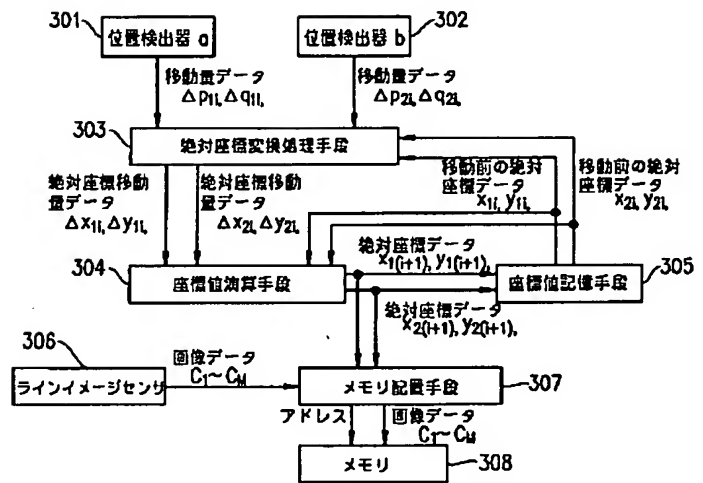 301
302
位置検出器 a
位置検出器 b
移動量データ
Δp1i, Δq1i,
移動量データ
Δp2i, Δq2i,
303
絶対座標変換処理手段
絶対座標移動
量データ
Δx1i, Δy1i,
絶対座標移動
量データ
Δx2i, Δy2i,
移動前の絶対
座標データ
x1i, y1i,
移動前の絶対
座標データ
x2i, y2i,
304
座標値演算手段
絶対座標データ
x1(i+1), y1(i+1),
座標値記憶手段
305
絶対座標データ
x2(i+1), y2(i+1),
306
ラインイメージセンサ
画像データ
C1~CM
メモリ配置手段
307
アドレス
画像データ
C1~CM
メモリ
308